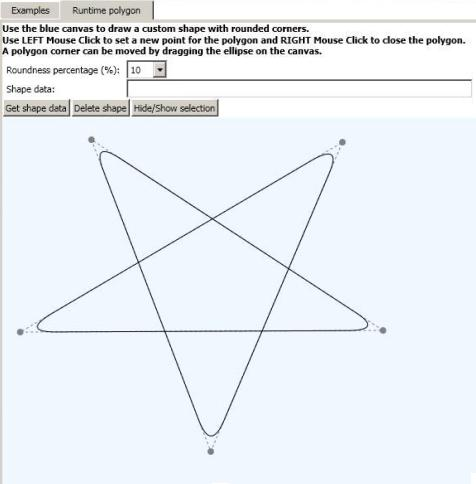 Examples
Runtime polygon
Use the blue canvas to draw a custom shape with rounded corners.
Use LEFT Mouse Click to set a new point for the polygon and RIGHT Mouse Click to close the polygon.
A polygon corner can be moved by dragging the ellipse on the canvas.
Roundness percentage (%): 10
Shape data:
Get shape data Delete shape Hide/Show selection